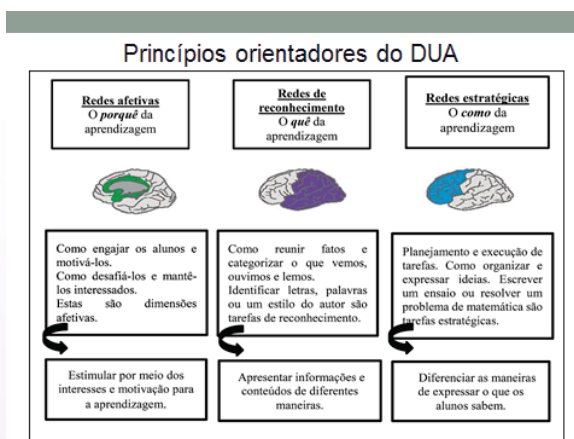 Princípios orientadores do DUA
Redes afetivas
O porquê da
aprendizagem
Redes de
reconhecimento
O quê da
aprendizagem
Redes estratégicas
O como da
aprendizagem
Como engajar os alunos e
motivá-los.
Como desafiá-los e mantê-
los interessados.
Estas são dimensões
afetivas.
Como reunir fatos e
categorizar o que vemos,
ouvimos e lemos.
Identificar letras, palavras
ou um estilo do autor são
tarefas de reconhecimento.
Planejamento e execução de
tarefas. Como organizar e
expressar ideias. Escrever
um ensaio ou resolver um
problema de matemática são
tarefas estratégicas.
Estimular por meio dos
interesses e motivação para
a aprendizagem.
Apresentar informações e
conteúdos de diferentes
maneiras.
Diferenciar as maneiras
de expressar o que os
alunos sabem.